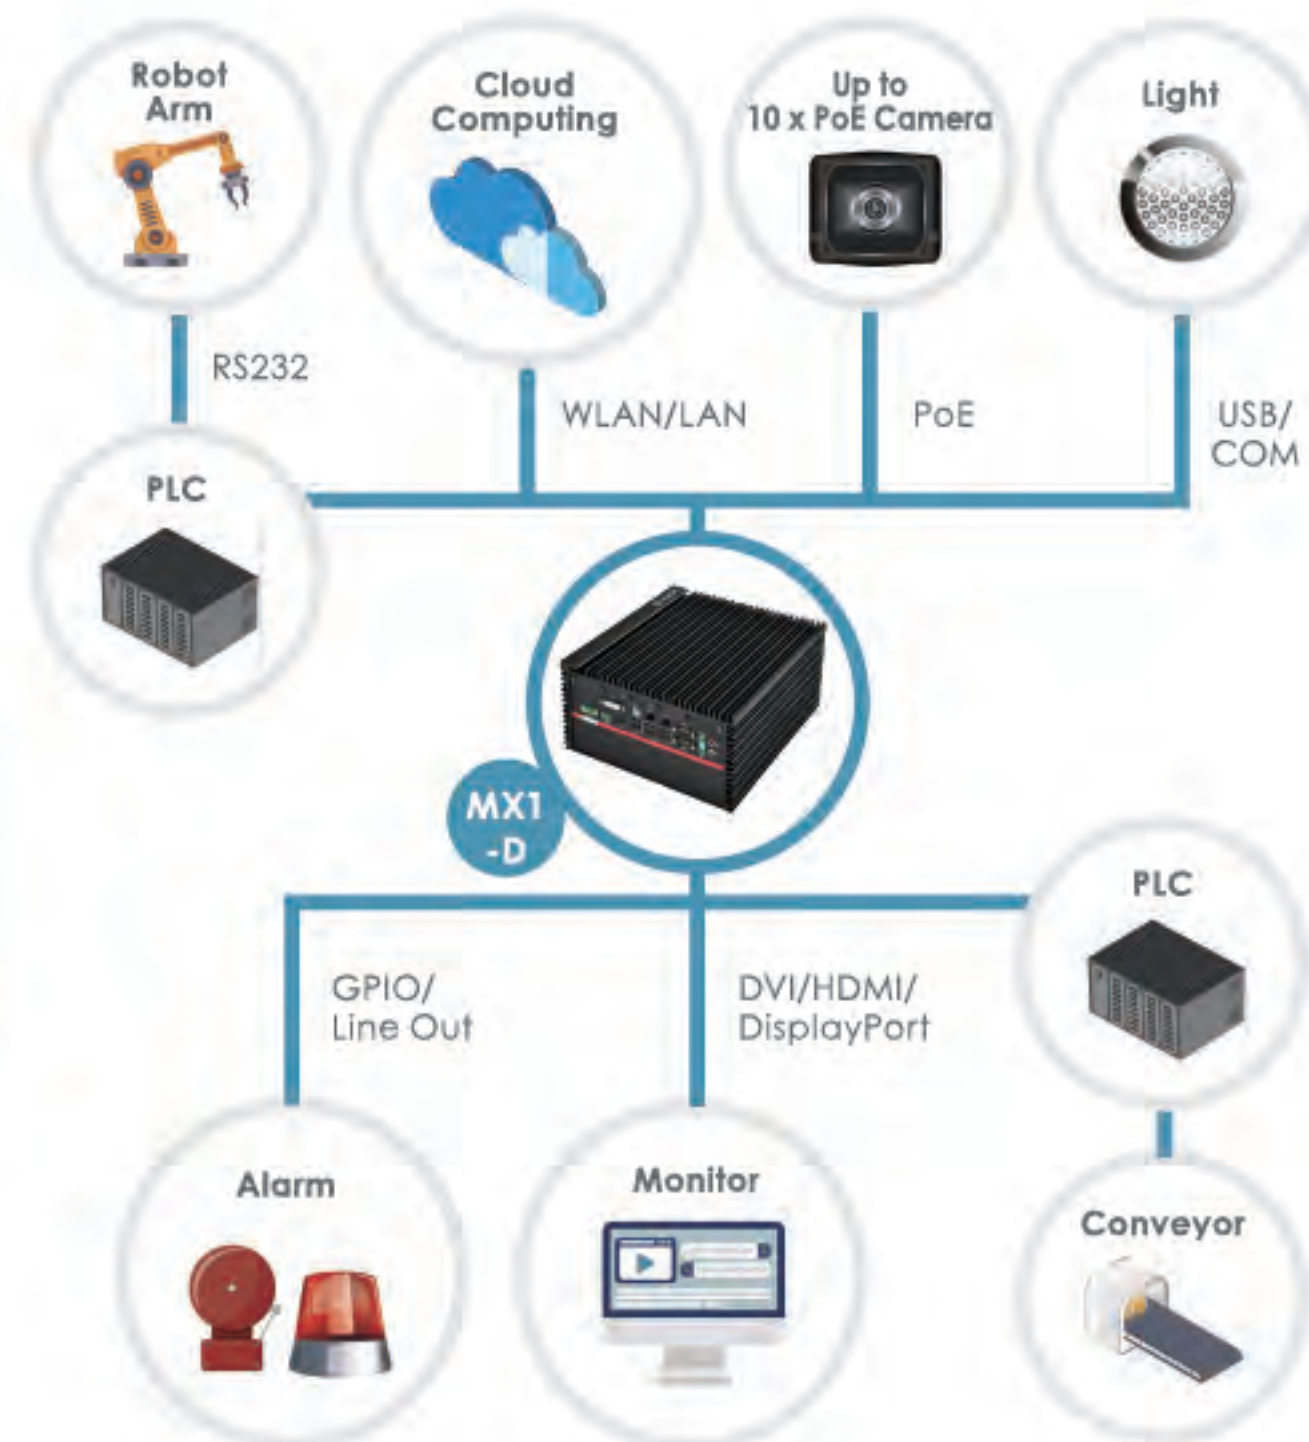 Robot
Arm
Cloud
Computing
Up to
10 x PoE Camera
Light
RS232
WLAN/LAN
PoE
USB/
COM
PLC
MX1
-D
PLC
GPIO/
Line Out
DVI/HDMI/
DisplayPort
Alarm
Monitor
Conveyor